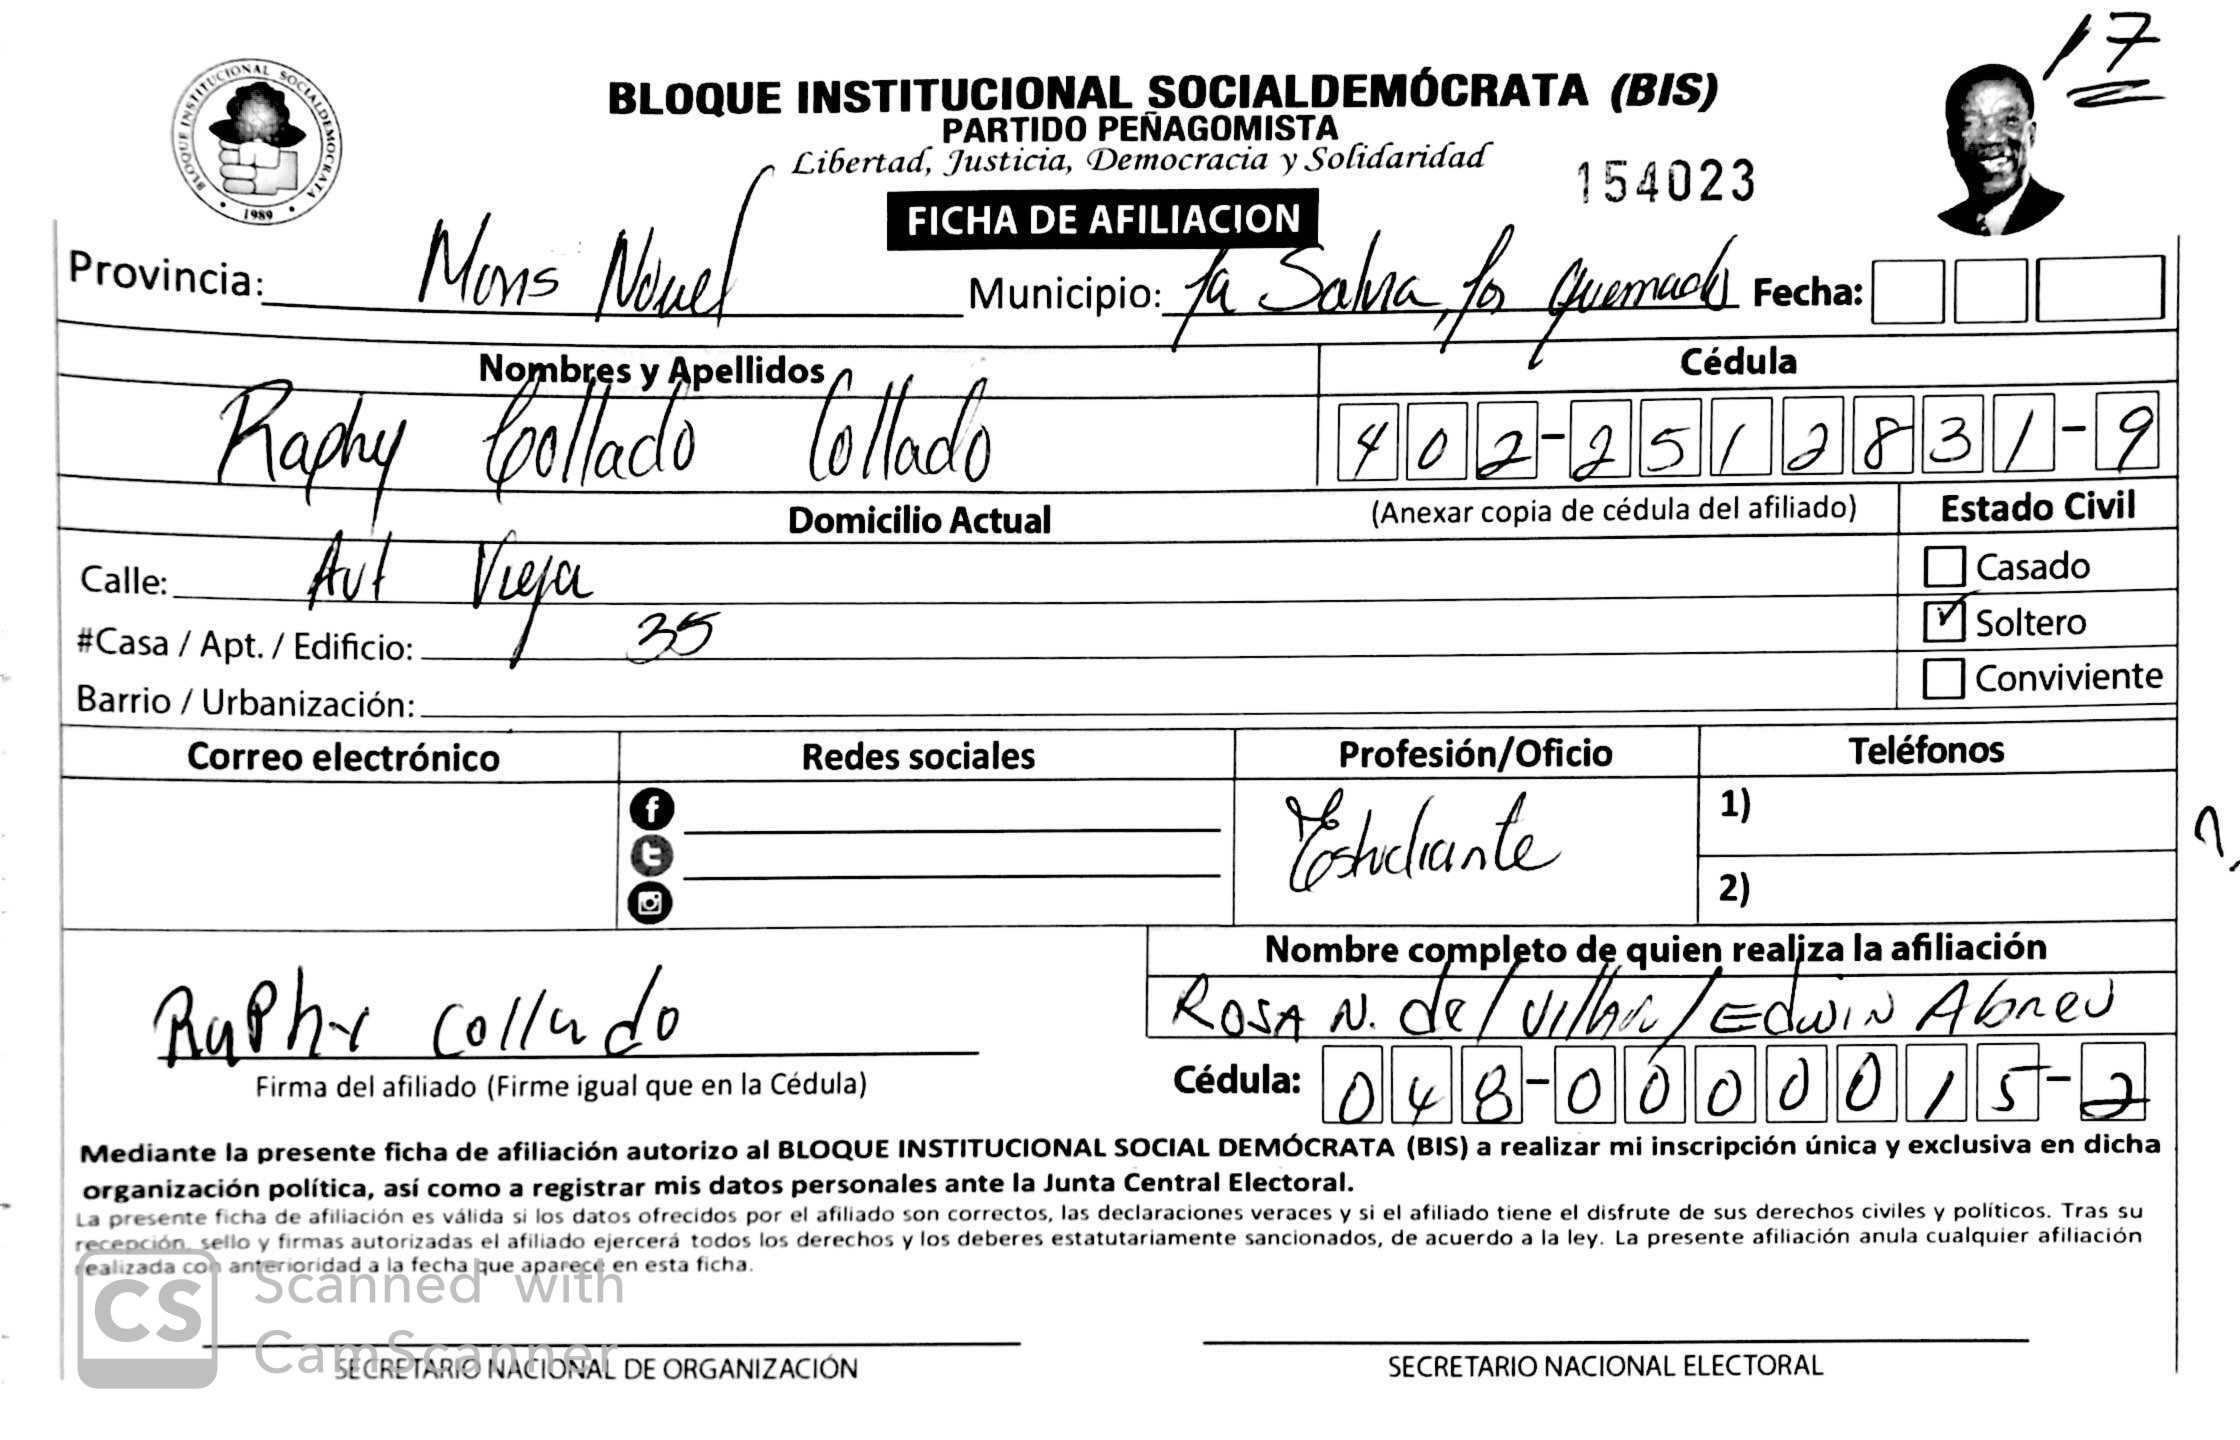 17
BLOQUE INSTITUCIONAL SOCIALDEMÓCRATA (BIS)
PARTIDO PEÑAGOMISTA
Libertad, Justicia, Democracia y Solidaridad
BLOQUE INSTITUCIONAL SOCIALDEMOCRATA
• 1989 •
154023
FICHA DE AFILIACION
Provincia: Mons Nouel Municipio: La Salvia, Los Quemados Fecha:
Nombres y Apellidos Cédula
Raphy Collado Collado 402-2512831-9
Domicilio Actual (Anexar copia de cédula del afiliado) Estado Civil
Calle: Aut Vieja Casado
#Casa / Apt. / Edificio: 35 Soltero
Barrio / Urbanización: Conviviente
Correo electrónico Redes sociales Profesión/Oficio Teléfonos
Estudiante
1)
2)
Nombre completo de quien realiza la afiliación
Rosa N. del Villar/Edwin Abreu
Raphy collado
Firma del afiliado (Firme igual que en la Cédula)
Cédula: 048-0000015-2
Mediante la presente ficha de afiliación autorizo al BLOQUE INSTITUCIONAL SOCIAL DEMÓCRATA (BIS) a realizar mi inscripción única y exclusiva en dicha
organización política, así como a registrar mis datos personales ante la Junta Central Electoral.
La presente ficha de afiliación es válida si los datos ofrecidos por el afiliado son correctos, las declaraciones veraces y si el afiliado tiene el disfrute de sus derechos civiles y políticos. Tras su
recepción, sello y firmas autorizadas el afiliado ejercerá todos los derechos y los deberes estatutariamente sancionados, de acuerdo a la ley. La presente afiliación anula cualquier afiliación
realizada con anterioridad a la fecha que aparece en esta ficha.
CS Scanned with
CamScanner
SECRETARIO NACIONAL DE ORGANIZACIÓN SECRETARIO NACIONAL ELECTORAL